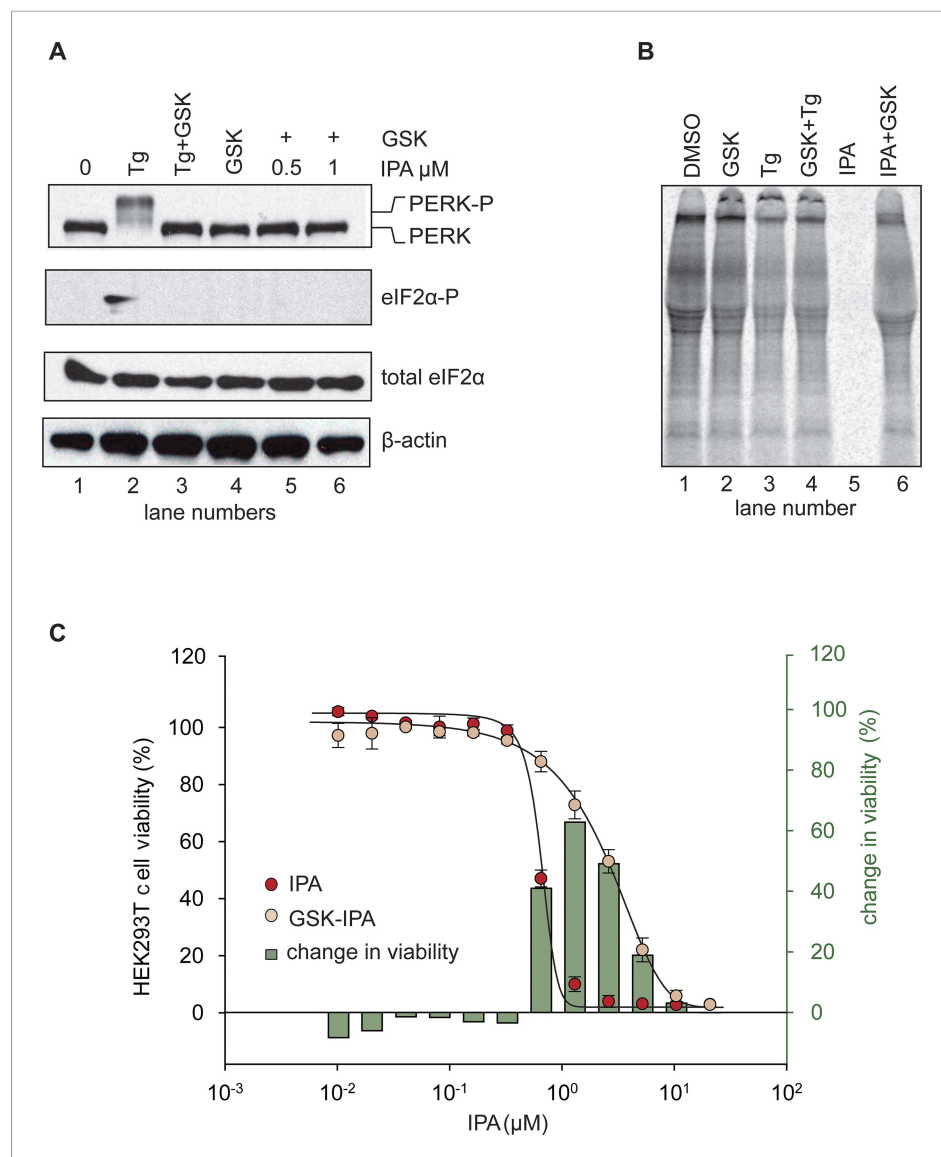 A
0
Tg
Tg+GSK
GSK
+
+
GSK
0.5
1
IPA μM
PERK-P
PERK
eIF2α-P
total eIF2α
β-actin
1 2 3 4 5 6
lane numbers
B
DMSO
GSK
Tg
GSK+Tg
IPA
IPA+GSK
1 2 3 4 5 6
lane number
C
120
100
80
60
40
20
0
HEK293T cell viability (%)
IPA
GSK-IPA
change in viability
120
100
80
60
40
20
0
change in viability (%)
10-3 10-2 10-1 100 101 102
IPA (μM)